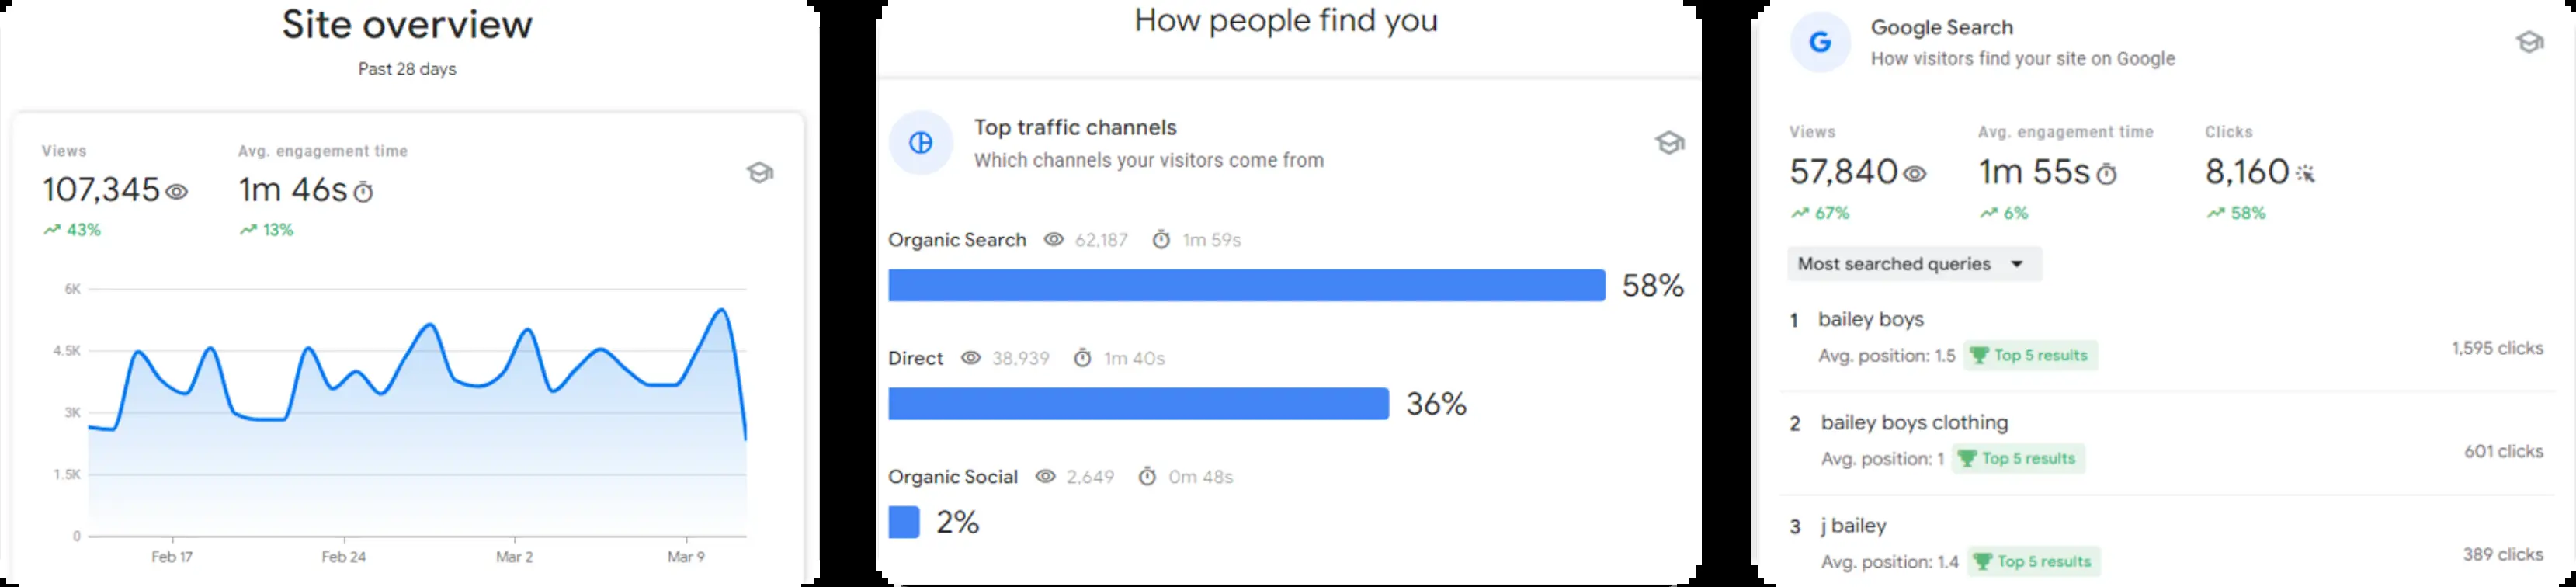 Site overview
Past 28 days
Views
107,345
43%
Avg. engagement time
1m 46s
13%
6K
4.5K
3K
1.5K
0
Feb 17
Feb 24
Mar 2
Mar 9
How people find you
Top traffic channels
Which channels your visitors come from
Organic Search 62,187 1m 59s
58%
Direct 38,939 1m 40s
36%
Organic Social 2,649 0m 48s
2%
G
Google Search
How visitors find your site on Google
Views
57,840
67%
Avg. engagement time
1m 55s
6%
Clicks
8,160
58%
Most searched queries
1 bailey boys
Avg. position: 1.5 Top 5 results
1,595 clicks
2 bailey boys clothing
Avg. position: 1 Top 5 results
601 clicks
3 j bailey
Avg. position: 1.4 Top 5 results
389 clicks